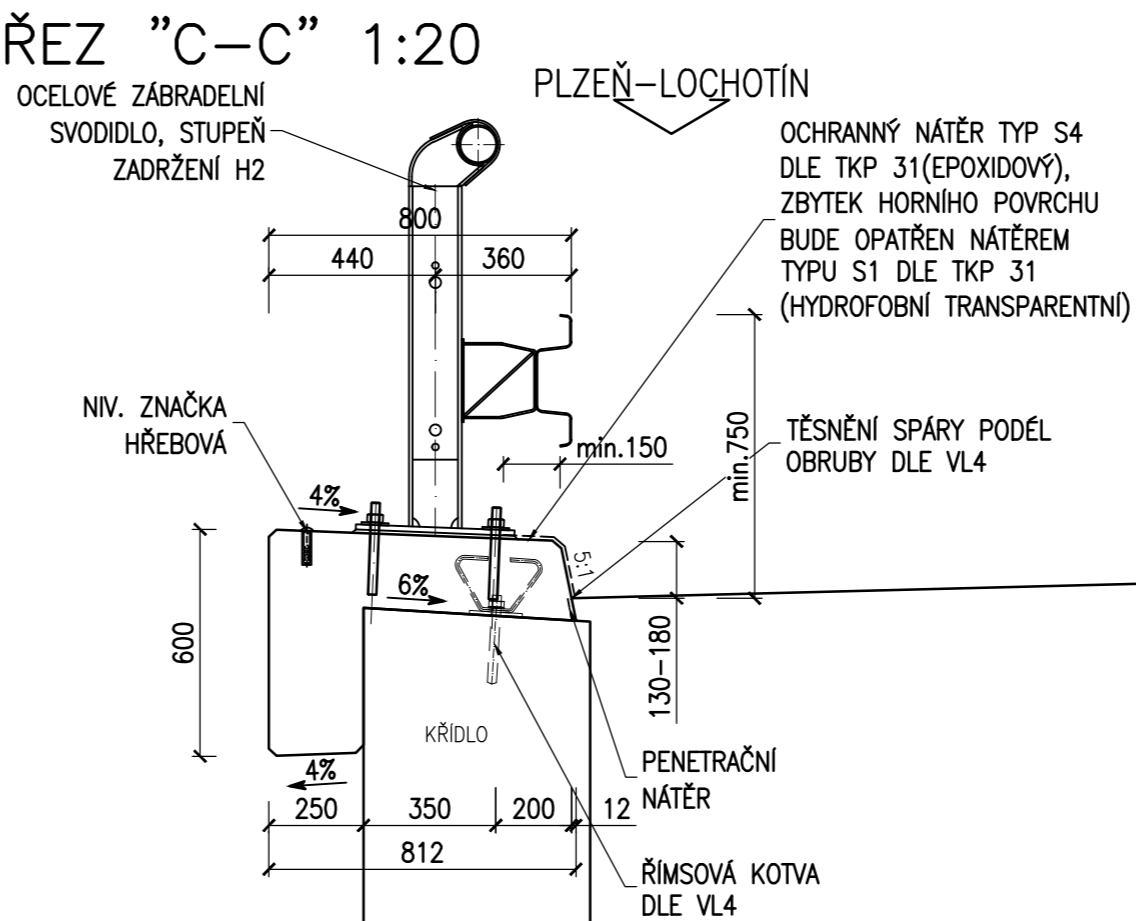 ŘEZ "C–C" 1:20
OCELOVÉ ZÁBRADELNÍ
SVODIDLO, STUPEŇ
ZADRŽENÍ H2
PLZEŇ–LOCHOTÍN
OCHRANNÝ NÁTĚR TYP S4
DLE TKP 31(EPOXIDOVÝ),
ZBYTEK HORNÍHO POVRCHU
BUDE OPATŘEN NÁTĚREM
TYPU S1 DLE TKP 31
(HYDROFOBNÍ TRANSPARENTNÍ)
800
440
360
NIV. ZNAČKA
HŘEBOVÁ
min.150
min.750
TĚSNĚNÍ SPÁRY PODÉL
OBRUBY DLE VL4
4%
5:1
6%
600
130–180
KŘÍDLO
4%
PENETRAČNÍ
NÁTĚR
250
350
200
12
812
ŘÍMSOVÁ KOTVA
DLE VL4